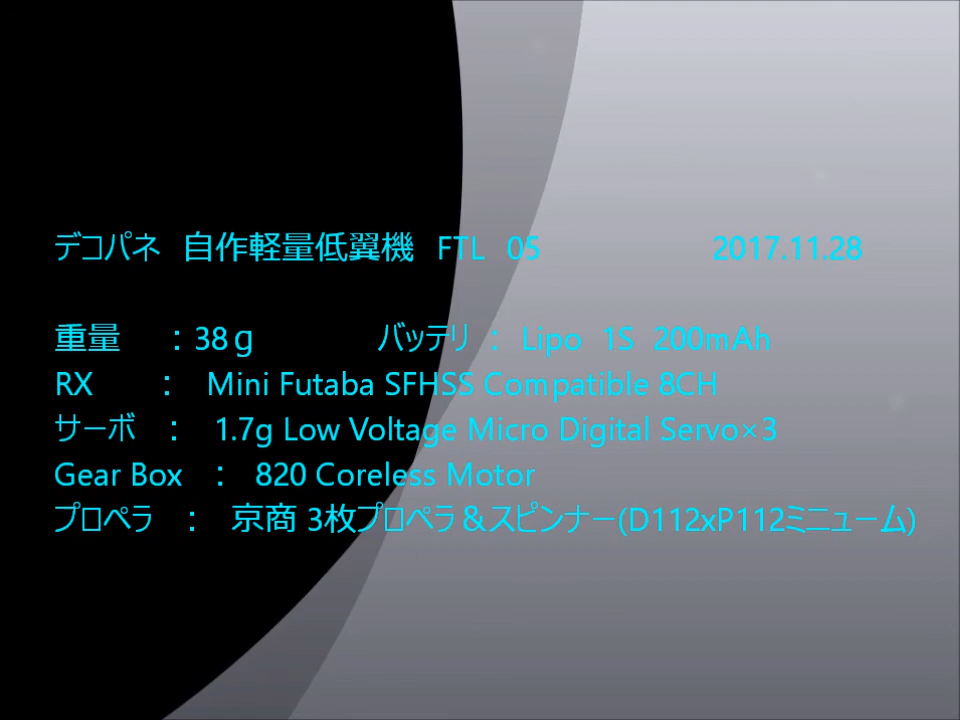 デコパネ　自作軽量低翼機　FTL　05　2017.11.28
重量　：38ｇ　バッテリ ： Lipo　1S　200mAh
RX　：　Mini Futaba SFHSS Compatible 8CH
サーボ　：　1.7g Low Voltage Micro Digital Servo×3
Gear Box　：　820 Coreless Motor
プロペラ　：　京商 3枚プロペラ＆スピンナー(D112xP112ミニューム)